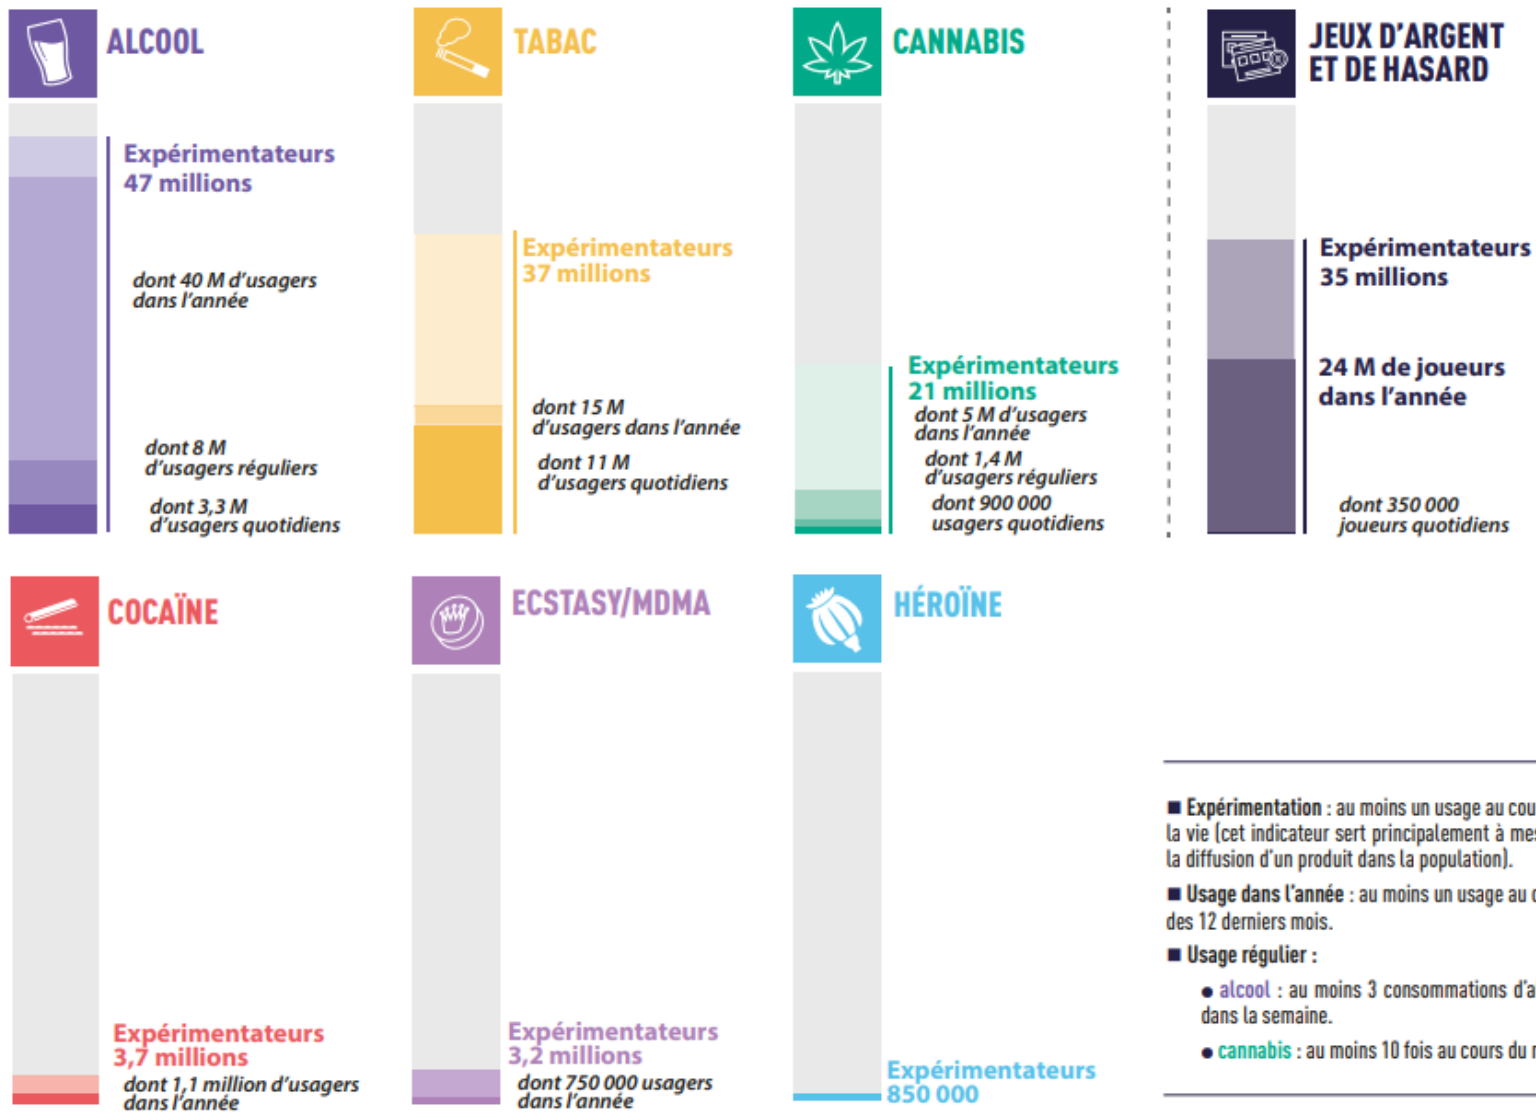 ALCOOL
Expérimentateurs
47 millions
dont 40 M d'usagers
dans l'année
dont 8 M
d'usagers réguliers
dont 3,3 M
d'usagers quotidiens
TABAC
Expérimentateurs
37 millions
dont 15 M
d'usagers dans l'année
dont 11 M
d'usagers quotidiens
CANNABIS
Expérimentateurs
21 millions
dont 5 M d'usagers
dans l'année
dont 1,4 M
d'usagers réguliers
dont 900 000
usagers quotidiens
JEUX D'ARGENT
ET DE HASARD
Expérimentateurs
35 millions
24 M de joueurs
dans l'année
dont 350 000
joueurs quotidiens
COCAÏNE
Expérimentateurs
3,7 millions
dont 1,1 million d'usagers
dans l'année
ECSTASY/MDMA
Expérimentateurs
3,2 millions
dont 750 000 usagers
dans l'année
HÉROÏNE
Expérimentateurs
850 000
■ Expérimentation : au moins un usage au
la vie (cet indicateur sert principalement à
la diffusion d'un produit dans la population).
■ Usage dans l'année : au moins un usage au
des 12 derniers mois.
■ Usage régulier :
● alcool : au moins 3 consommations
dans la semaine.
● cannabis : au moins 10 fois au cours du